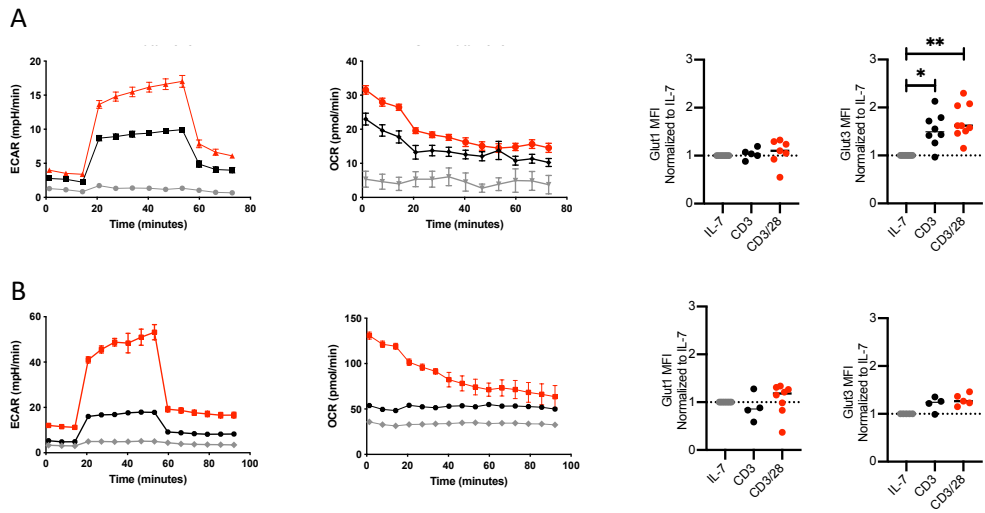 A
ECAR (mpH/min)
20
15
10
5
0
0 20 40 60 80
Time (minutes)
OCR (pmol/min)
40
30
20
10
0
0 20 40 60 80
Time (minutes)
Glut1 MFI
Normalized to IL-7
3
2
1
0
IL-7 CD3 CD3/28
Glut3 MFI
Normalized to IL-7
**
*
3
2
1
0
IL-7 CD3 CD3/28
B
ECAR (mpH/min)
60
40
20
0
0 20 40 60 80 100
Time (minutes)
OCR (pmol/min)
150
100
50
0
0 20 40 60 80 100
Time (minutes)
Glut1 MFI
Normalized to IL-7
3
2
1
0
IL-7 CD3 CD3/28
Glut3 MFI
Normalized to IL-7
3
2
1
0
IL-7 CD3 CD3/28